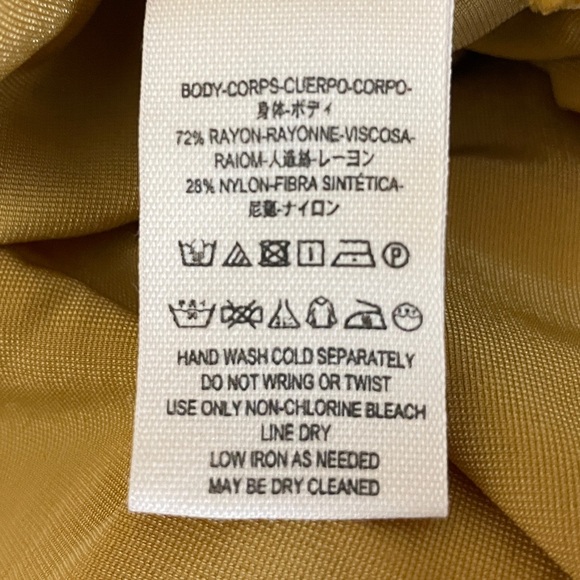 BODY-CORPS-CUERPO-CORPO-
身体-ボディ
72% RAYON-RAYONNE-VISCOSA-
RAIOM-人造絲-レーヨン
28% NYLON-FIBRA SINTÉTICA-
尼龍-ナイロン
P
HAND WASH COLD SEPARATELY
DO NOT WRING OR TWIST
USE ONLY NON-CHLORINE BLEACH
LINE DRY
LOW IRON AS NEEDED
MAY BE DRY CLEANED